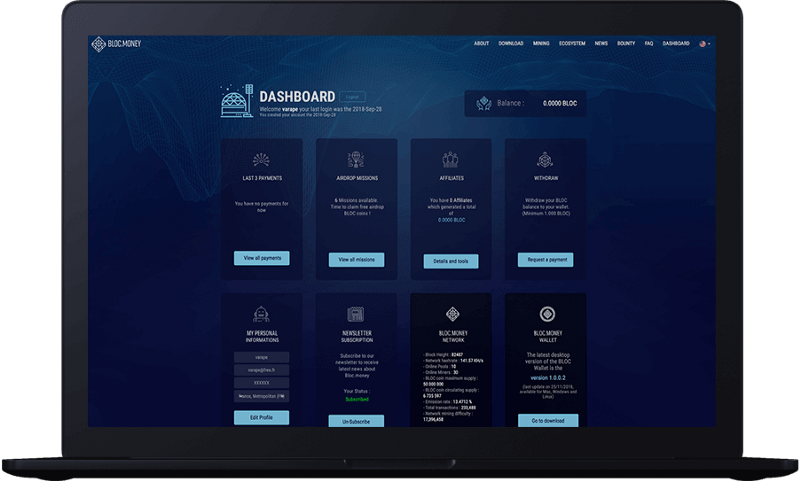 BLOC.MONEY
ABOUT DOWNLOAD MINING ECOSYSTEM NEWS BOUNTY FAQ DASHBOARD
DASHBOARD
Welcome varape your last login was the 2018-Sep-28
You created your account the 2018-Sep-26
Balance : 0.0000 BLOC
LAST 3 PAYMENTS
You have no payments for
now
View all payments
AIRDROP MISSIONS
6 Missions available.
Time to claim free airdrop
BLOC coins !
View all missions
AFFILIATES
You have 0 Affiliates
which generated a total
of
0.0000 BLOC
Details and tools
WITHDRAW
Withdraw your BLOC
balance to your wallet
(Minimum 1 000 BLOC)
Request a payment
MY PERSONAL
INFORMATIONS
varape
varape@free.fr
XXXXXX
Metropolitan
Edit Profile
NEWSLETTER
SUBSCRIPTION
Subscribe to our
newsletter to receive
latest news about
Bloc.money
Your Status :
Subscribed
Un-Subscribe
BLOC.MONEY
NETWORK
- Block Height : 82487
- Network hashrate : 141.57 KH/s
- Online Pools : 10
- Online Miners : 30
- BLOC coin maximum supply :
50 000 000
- BLOC coin circulating supply :
6 735 597
- Emission rate : 13.4712 %
- Total transactions : 233,488
- Network mining difficulty :
17,396,458
BLOC.MONEY
WALLET
The latest desktop
version of the BLOC
Wallet is the
version 1.0.0.2
(last update on 25/11/2018,
available for Mac, Windows and
Linux)
Go to download